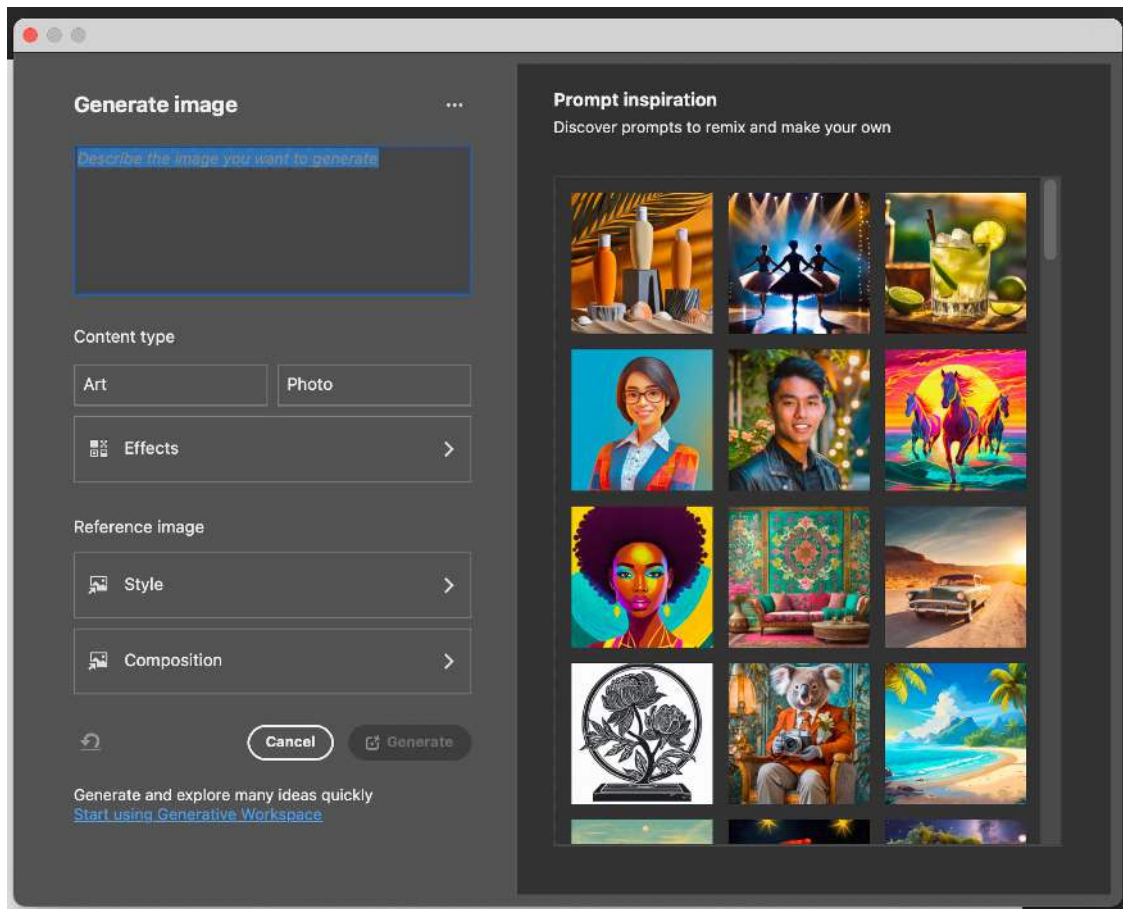 Generate image
Describe the image you want to generate
Content type
Art
Photo
Effects
Reference image
Style
Composition
Cancel
Generate
Generate and explore many ideas quickly
Start using Generative Workspace
Prompt inspiration
Discover prompts to remix and make your own